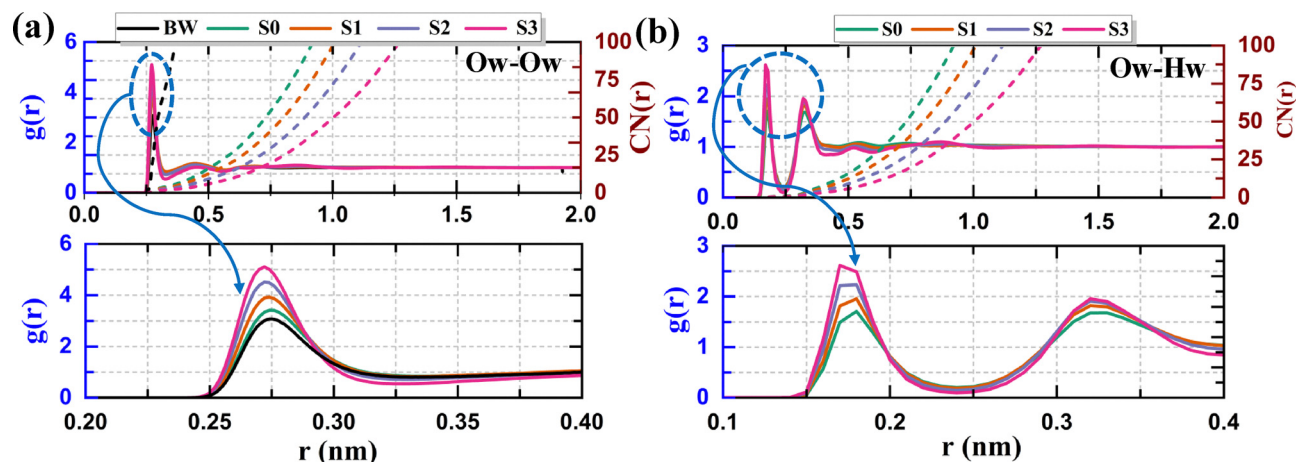 (a)
BW S0 S1 S2 S3
6
4
2
0
g(r)
Ow-Ow
100
75
50
25
0
CN(r)
0.0 0.5 1.0 1.5 2.0
6
4
2
0
g(r)
0.20 0.25 0.30 0.35 0.40
r (nm)
(b)
S0 S1 S2 S3
3
2
1
0
g(r)
Ow-Hw
100
75
50
25
0
CN(r)
0.0 0.5 1.0 1.5 2.0
3
2
1
0
g(r)
0.1 0.2 0.3 0.4
r (nm)